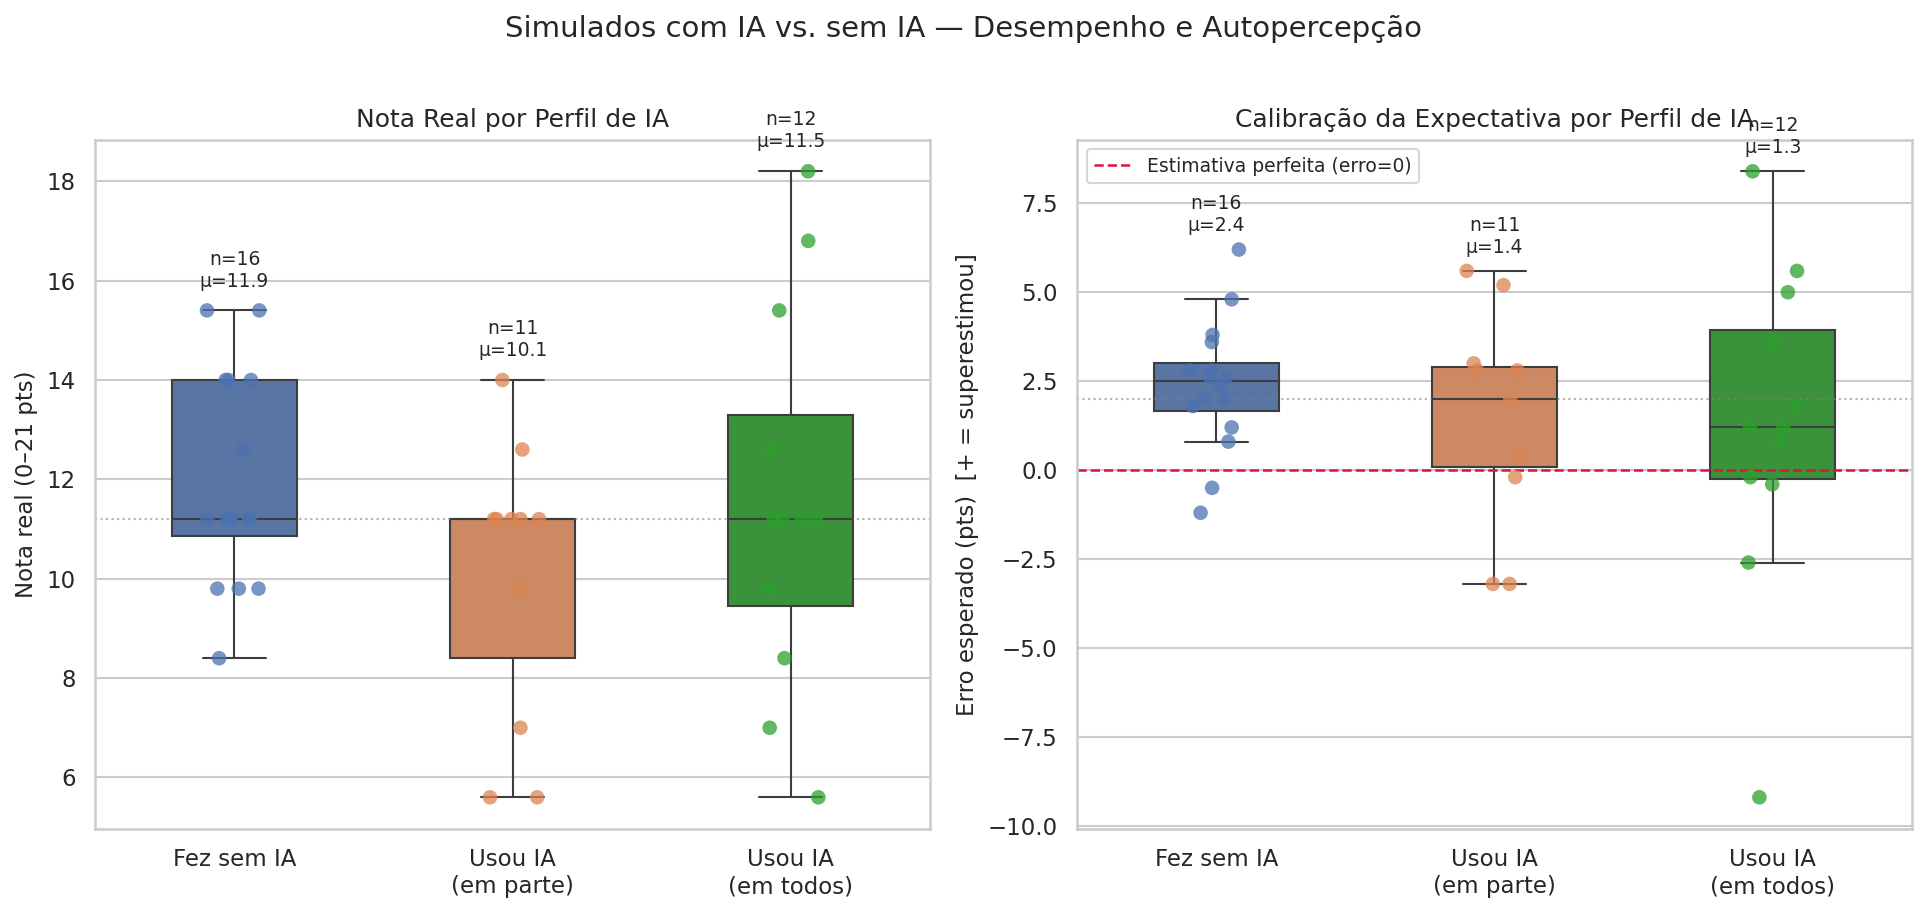 Simulados com IA vs. sem IA — Desempenho e Autopercepção
Nota Real por Perfil de IA
n=12
μ=11.5
n=16
μ=11.9
n=11
μ=10.1
Nota real (0–21 pts)
18
16
14
12
10
8
6
Fez sem IA
Usou IA
(em parte)
Usou IA
(em todos)
Calibração da Expectativa por Perfil de IA
n=12
μ=1.3
Estimativa perfeita (erro=0)
n=16
μ=2.4
n=11
μ=1.4
Erro esperado (pts)  [+ = superestimou]
7.5
5.0
2.5
0.0
−2.5
−5.0
−7.5
−10.0
Fez sem IA
Usou IA
(em parte)
Usou IA
(em todos)